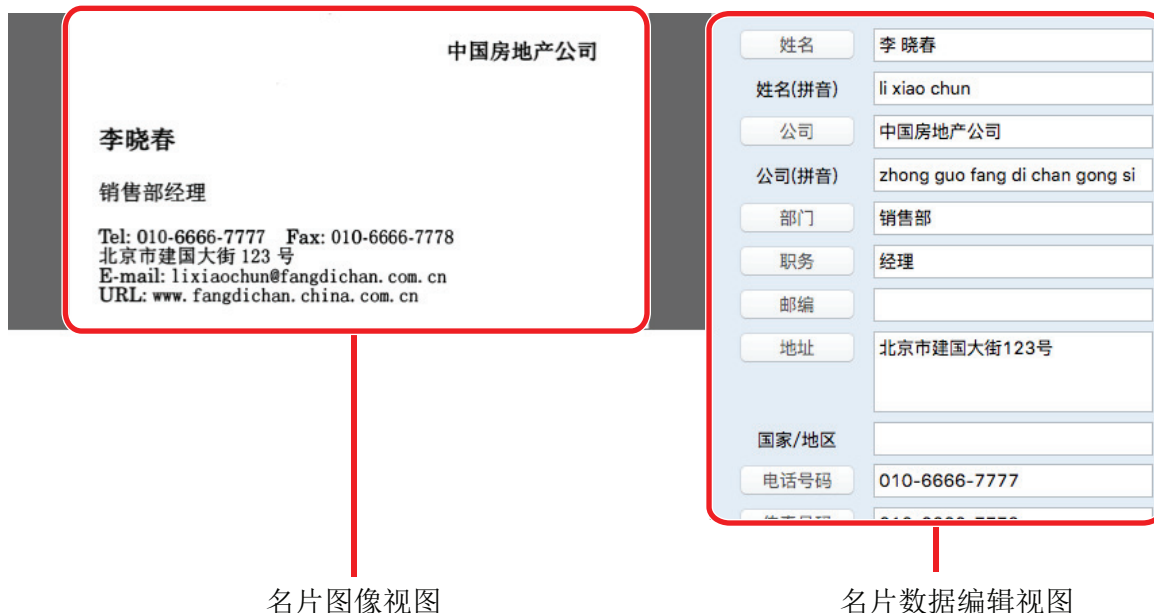 中国房地产公司
李晓春
销售部经理
Tel: 010-6666-7777 Fax: 010-6666-7778
北京市建国大街 123 号
E-mail: lixiaochun@fangdichan.com.cn
URL: www.fangdichan.china.com.cn
姓名 李 晓春
姓名(拼音) li xiao chun
公司 中国房地产公司
公司(拼音) zhong guo fang di chan gong si
部门 销售部
职务 经理
邮编
地址 北京市建国大街123号
国家/地区
电话号码 010-6666-7777
名片图像视图
名片数据编辑视图